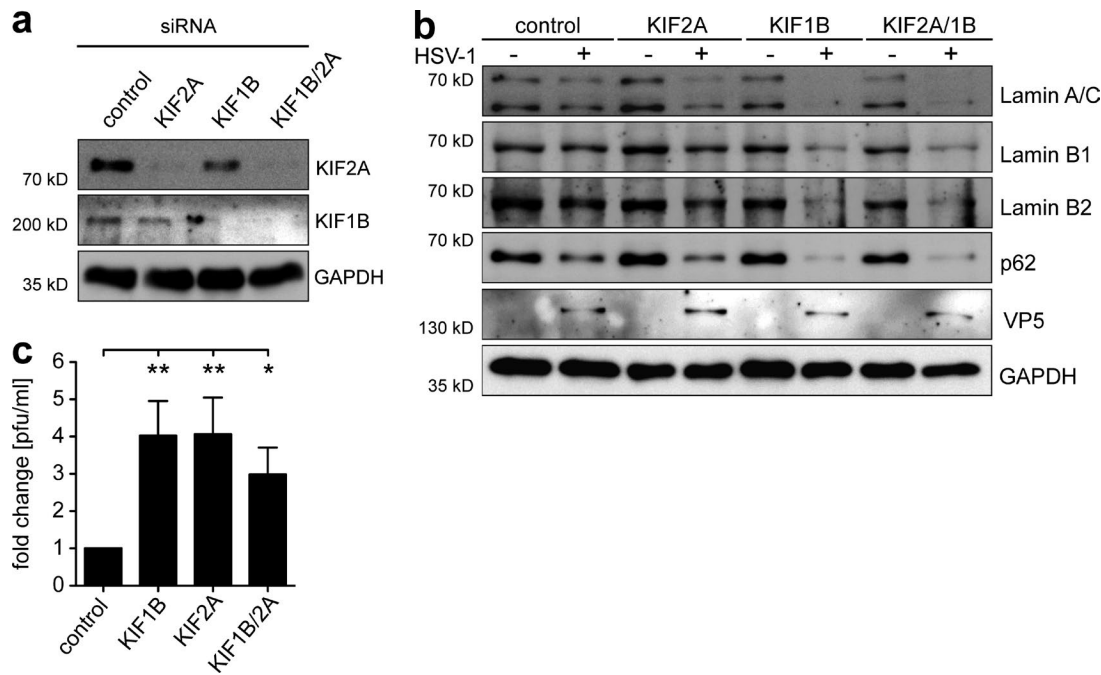 a
siRNA
control
KIF2A
KIF1B
KIF1B/2A
70 kD
KIF2A
200 kD
KIF1B
35 kD
GAPDH
b
control KIF2A KIF1B KIF2A/1B
HSV-1 - + - + - + - +
70 kD
Lamin A/C
70 kD
Lamin B1
70 kD
Lamin B2
70 kD
p62
130 kD
VP5
35 kD
GAPDH
c
** ** *
fold change [pfu/ml]
6
5
4
3
2
1
0
control
KIF1B
KIF2A
KIF1B/2A